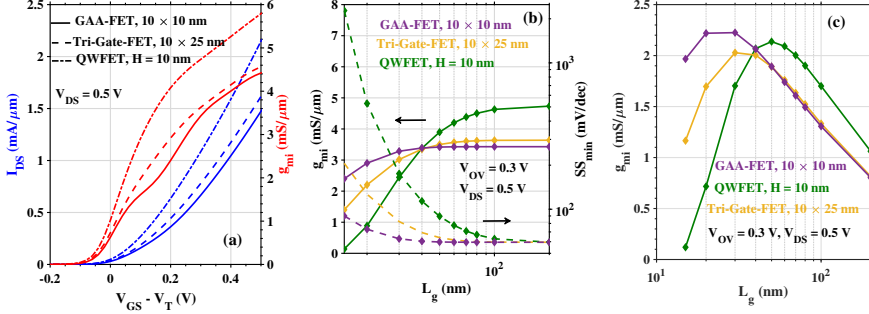 GAA-FET, 10 × 10 nm
Tri-Gate-FET, 10 × 25 nm
QWFET, H = 10 nm
V_DS = 0.5 V
(a)
I_DS (mA/μm)
2.5
2
1.5
1
0.5
0
g_mi (mS/μm)
6
5
4
3
2
1
0
-0.2
0
0.2
0.4
V_GS - V_T (V)
(b)
GAA-FET, 10 × 10 nm
Tri-Gate-FET, 10 × 25 nm
QWFET, H = 10 nm
V_OV = 0.3 V
V_DS = 0.5 V
g_mi (mS/μm)
8
7
6
5
4
3
2
1
0
SS_min (mV/dec)
10^3
10^2
10^2
L_g (nm)
(c)
GAA-FET, 10 × 10 nm
QWFET, H = 10 nm
Tri-Gate-FET, 10 × 25 nm
V_OV = 0.3 V, V_DS = 0.5 V
g_mi (mS/μm)
2.5
2
1.5
1
0.5
0
10^1
10^2
L_g (nm)